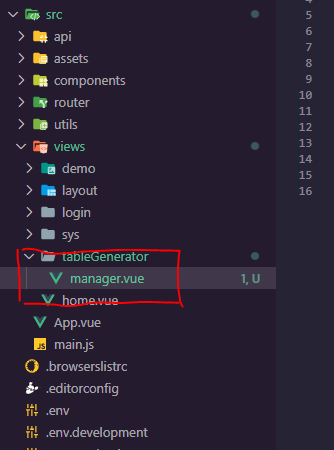 src
api
assets
components
router
utils
views
demo
layout
login
sys
tableGenerator
manager.vue 1, U
home.vue
App.vue
main.js
.browserslistrc
.editorconfig
.env
.env.development
5
6
7
8
9
10
11
12
13
14
15
16